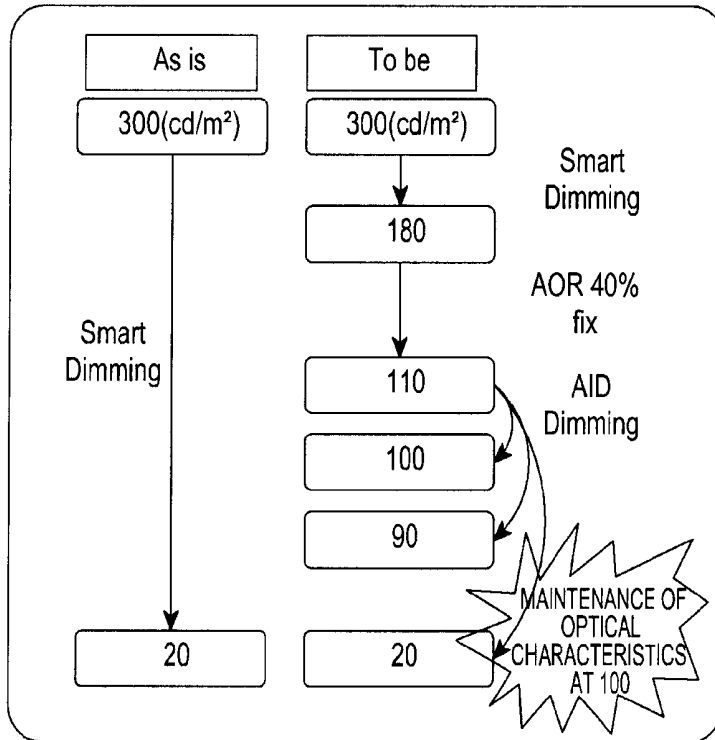 As is
To be
300(cd/m²)
300(cd/m²)
Smart
Dimming
180
AOR 40%
fix
Smart
Dimming
110
AID
Dimming
100
90
MAINTENANCE OF
OPTICAL
CHARACTERISTICS
AT 100
20
20